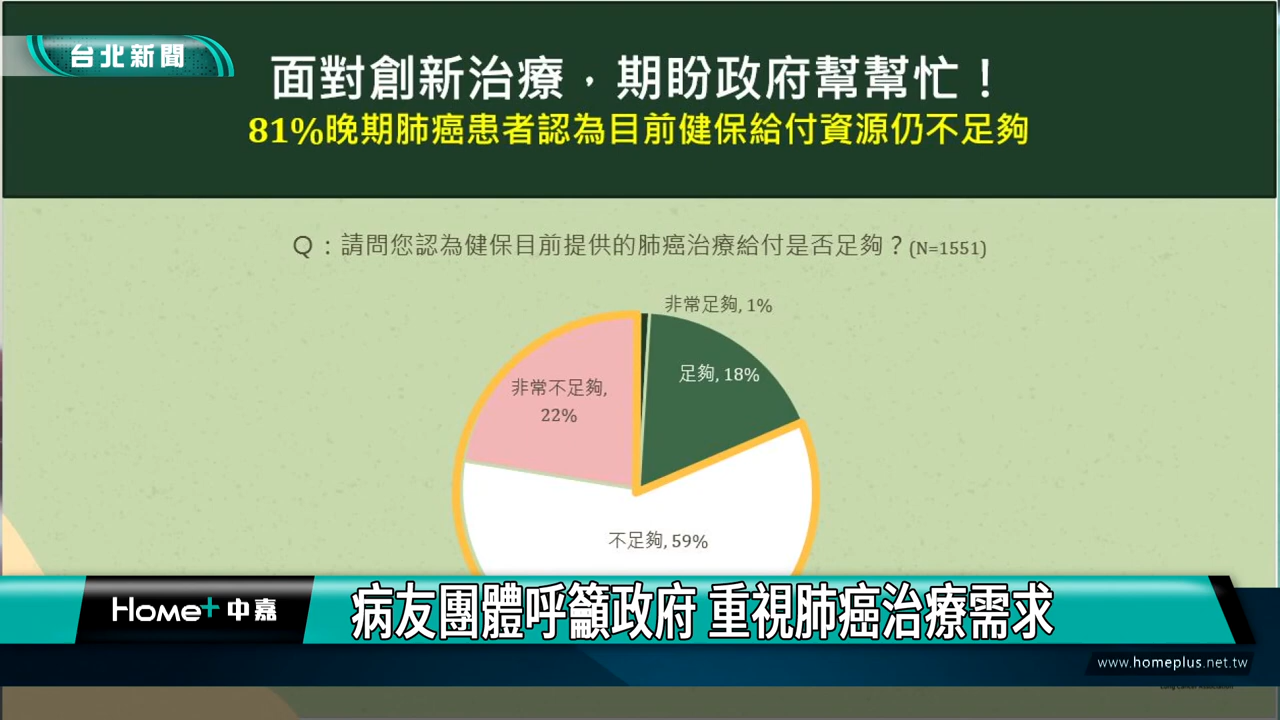 台北新聞
面對創新治療，期盼政府幫幫忙！
81%晚期肺癌患者認為目前健保給付資源仍不足夠
Q：請問您認為健保目前提供的肺癌治療給付是否足夠？(N=1551)
非常足夠, 1%
足夠, 18%
非常不足夠,
22%
不足夠, 59%
Home+中嘉
病友團體呼籲政府 重視肺癌治療需求
www.homeplus.net.tw
Lung Cancer Association